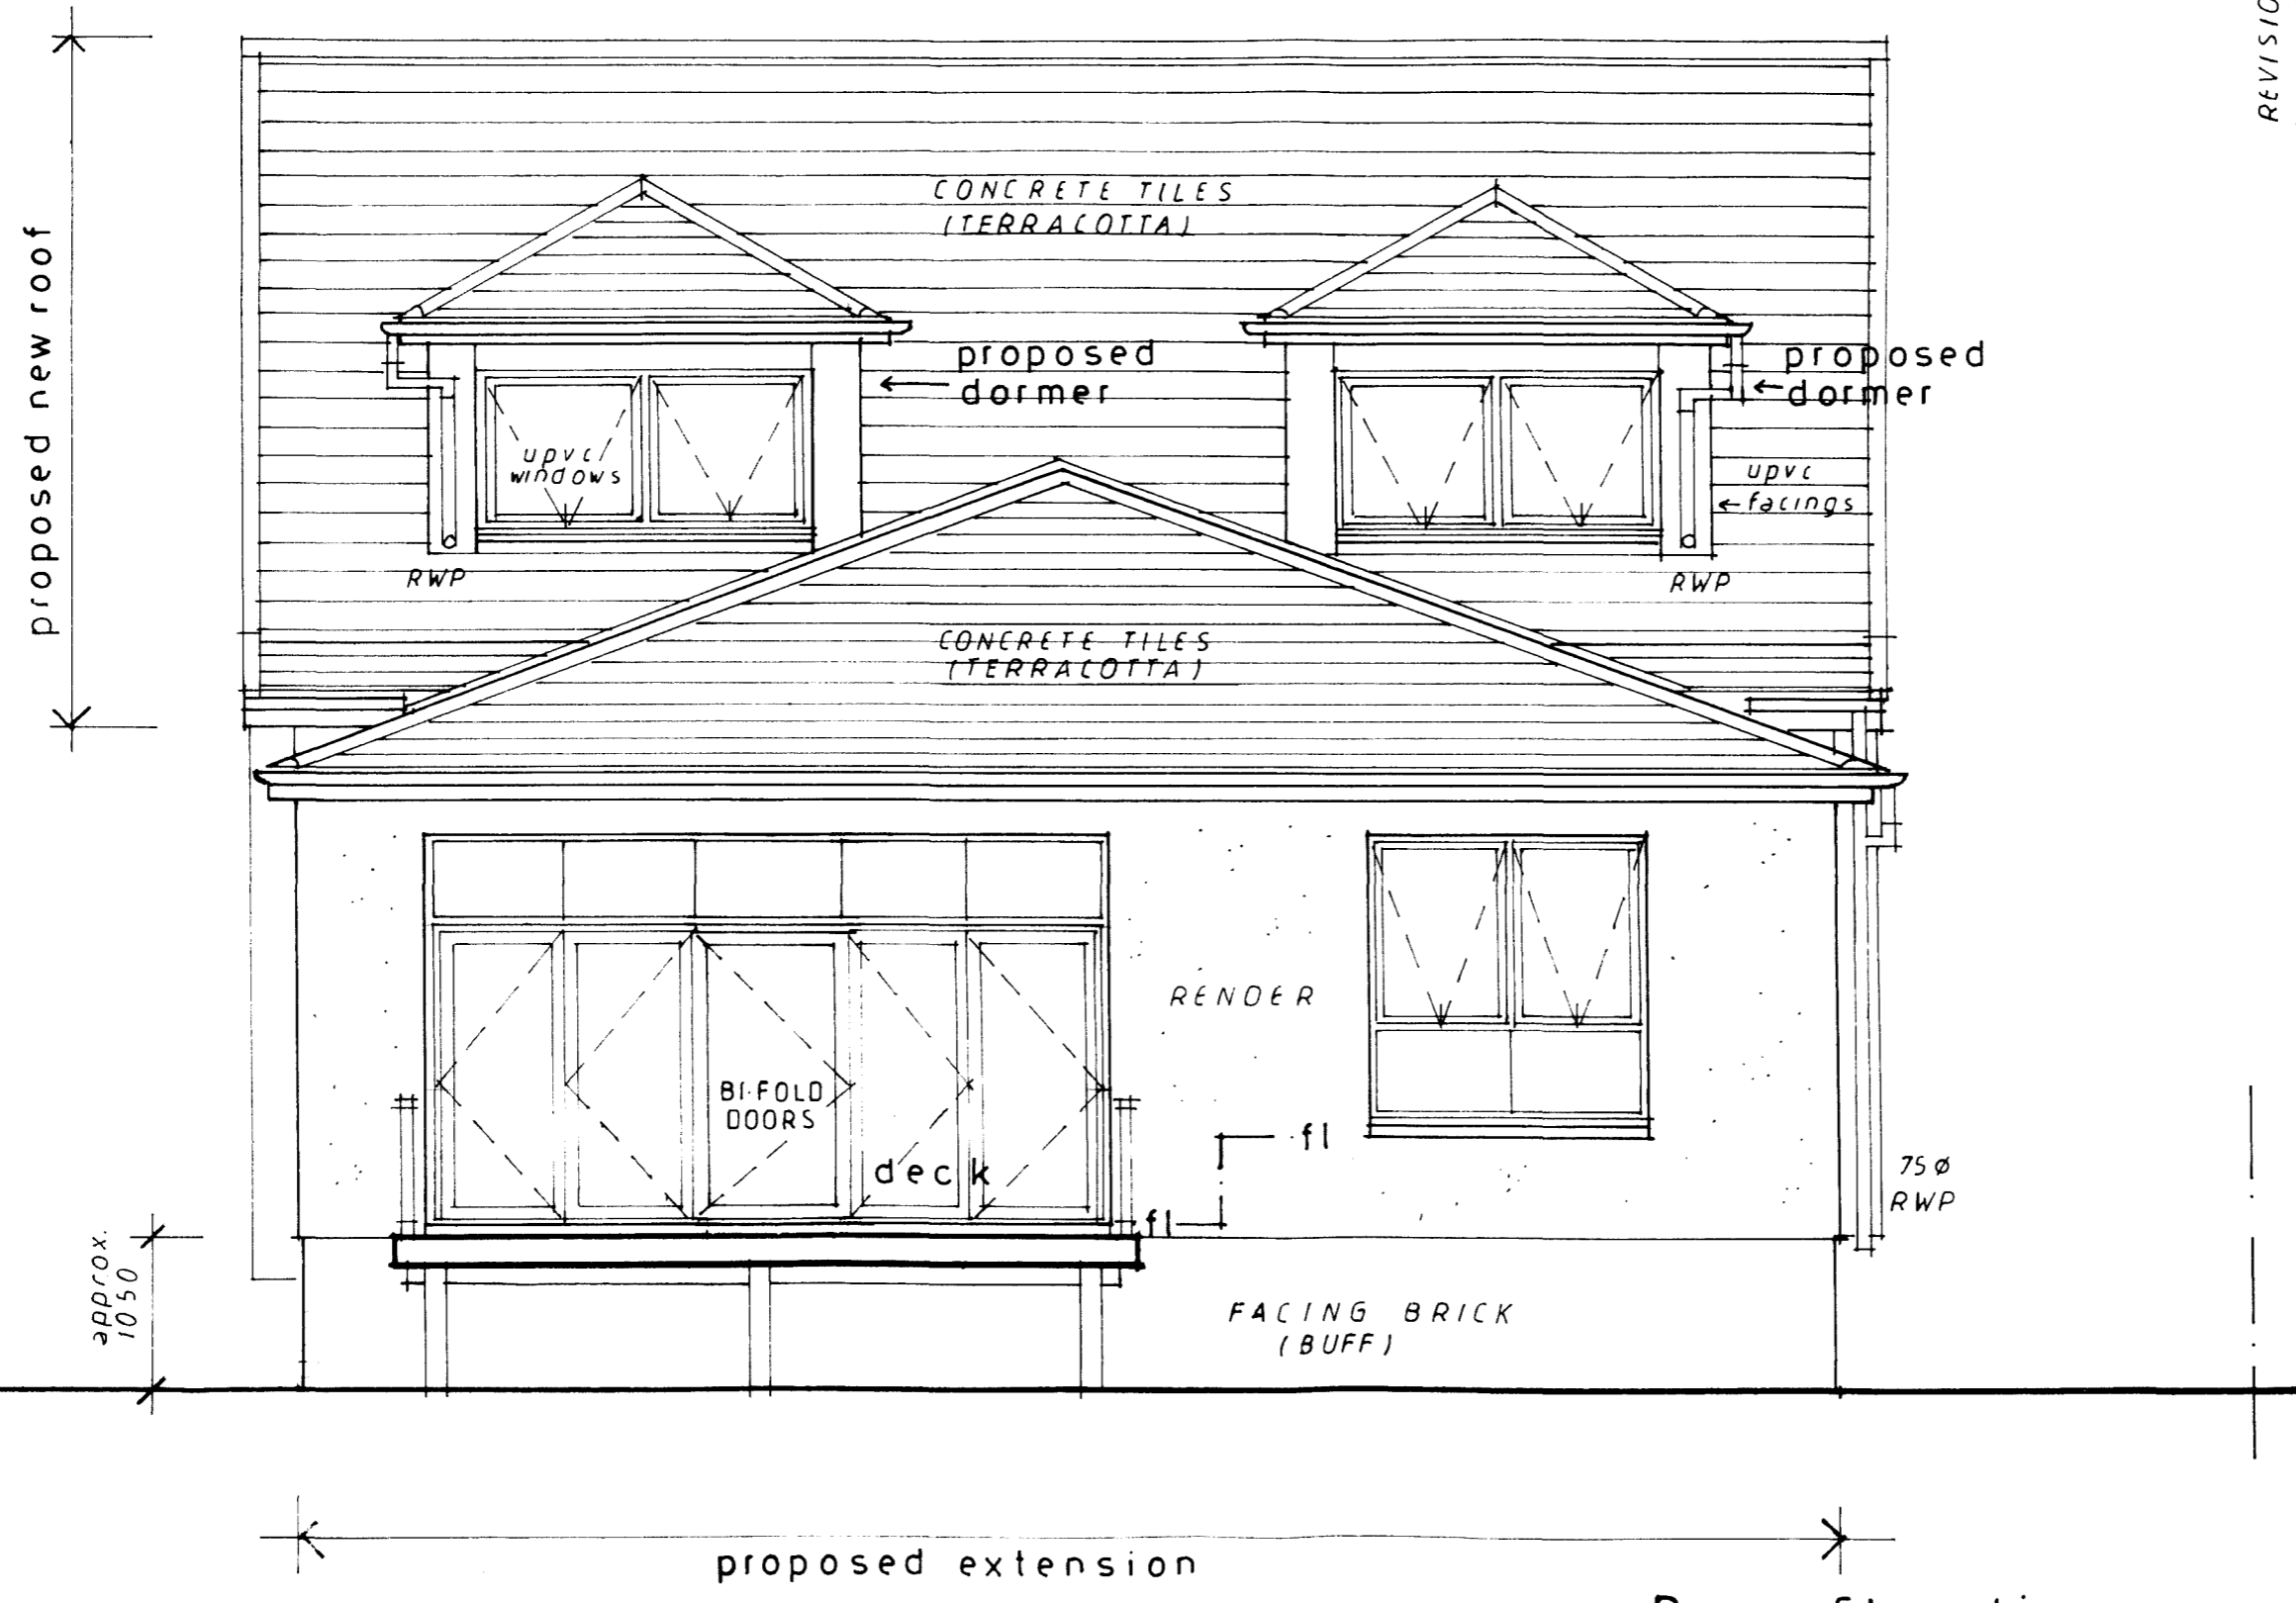 REVISIO
proposed new roof
CONCRETE TILES
(TERRACOTTA)
proposed
dormer
proposed
dormer
upvc
windows
upvc
facings
RWP
RWP
CONCRETE TILES
(TERRACOTTA)
RENDER
BI-FOLD
DOORS
deck
fl
fl
75 ø
RWP
approx.
1050
FACING BRICK
(BUFF)
proposed extension